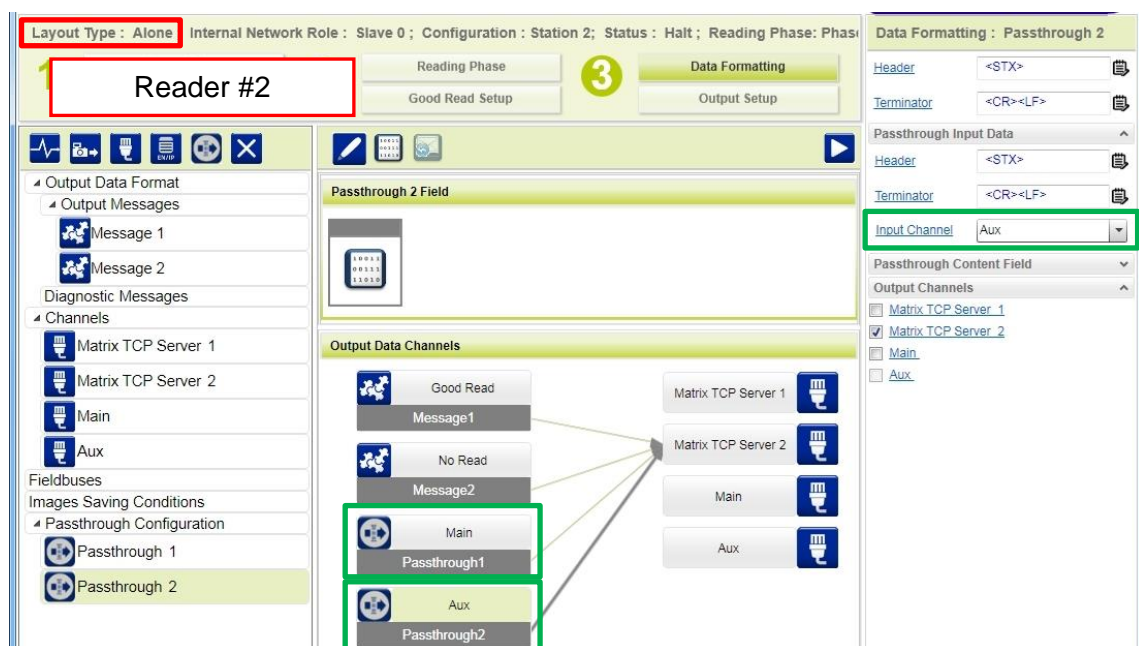 Layout Type : Alone Internal Network Role : Slave 0 ; Configuration : Station 2; Status : Halt ; Reading Phase: Phas
Reader #2
Reading Phase
Good Read Setup
3
Data Formatting
Output Setup
EN/IP
Output Data Format
Output Messages
Message 1
Message 2
Diagnostic Messages
Channels
Matrix TCP Server 1
Matrix TCP Server 2
Main
Aux
Fieldbuses
Images Saving Conditions
Passthrough Configuration
Passthrough 1
Passthrough 2
Passthrough 2 Field
10011
00111
11010
Output Data Channels
Good Read
Message1
No Read
Message2
Main
Passthrough1
Aux
Passthrough2
Matrix TCP Server 1
Matrix TCP Server 2
Main
Aux
Data Formatting : Passthrough 2
Header <STX>
Terminator <CR><LF>
Passthrough Input Data
Header <STX>
Terminator <CR><LF>
Input Channel Aux
Passthrough Content Field
Output Channels
Matrix TCP Server 1
Matrix TCP Server 2
Main
Aux